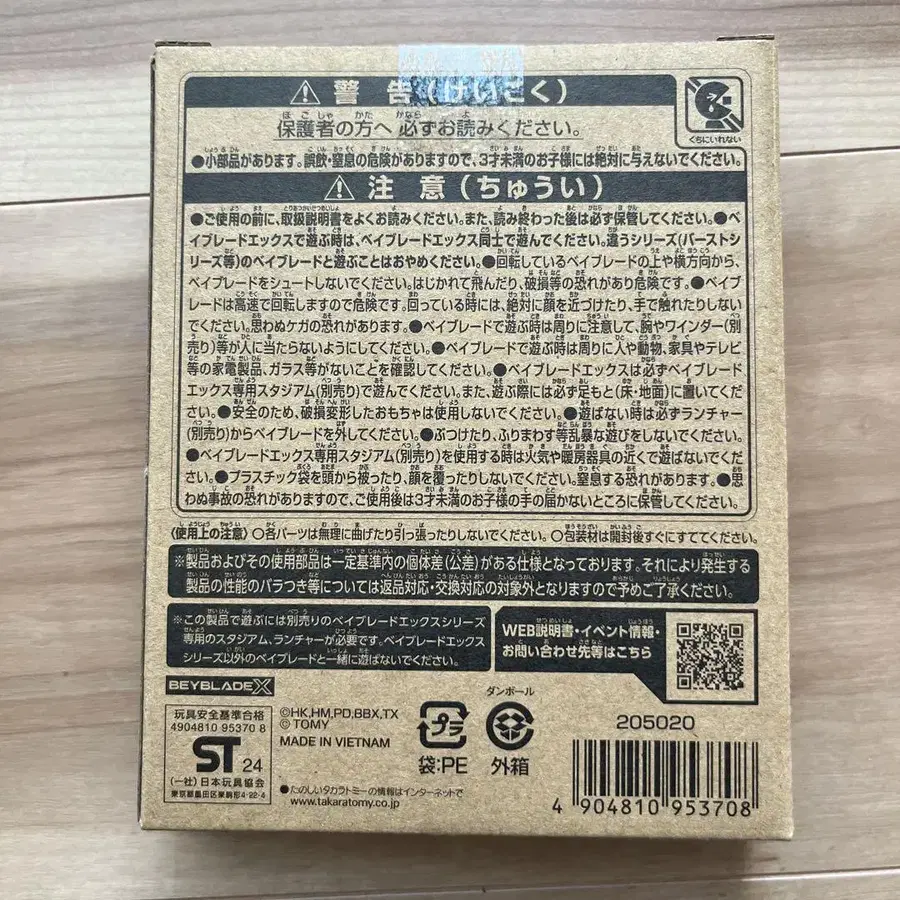 ⚠ 警告(けいこく)
保護者の方へ 必ずお読みください。
くちにいれない
●小部品があります。誤飲・窒息の危険がありますので、3才未満のお子様には絶対に与えないでください。
⚠ 注意(ちゅうい)
●ご使用の前に、取扱説明書をよくお読みください。また、読み終わった後は必ず保管してください。●ベ
イブレードエックスで遊ぶ時は、ベイブレードエックス同士で遊んでください。違うシリーズ(バーストシ
リーズ等)のベイブレードと遊ぶことはおやめください。●回転しているベイブレードの上や横方向から、
ベイブレードをシュートしないでください。はじかれて飛んだり、破損等の恐れがあり危険です。●ベイブ
レードは高速で回転しますので危険です。回っている時には、絶対に顔を近づけたり、手で触れたりしな
いでください。思わぬケガの恐れがあります。●ベイブレードで遊ぶ時は周りに注意して、腕やワインダー(別
売り)等が人に当たらないようにしてください。●ベイブレードで遊ぶ時は周りに人や動物、家具やテレビ
等の家電製品、ガラス等がないことを確認してください。●ベイブレードエックスは必ずベイブレード
エックス専用スタジアム(別売り)で遊んでください。また、遊ぶ際には必ず足もと(床・地面)に置いてくだ
さい。●安全のため、破損変形したおもちゃは使用しないでください。●遊ばない時は必ずランチャー
(別売り)からベイブレードを外してください。●ぶつけたり、ふりまわす等乱暴な遊びをしないでください。
●ベイブレードエックス専用スタジアム(別売り)を使用する時は火気や暖房器具の近くで遊ばないでくだ
さい。●プラスチック袋を頭から被ったり、顔を覆ったりしないでください。窒息する恐れがあります。●思
わぬ事故の恐れがありますので、ご使用後は3才未満のお子様の手の届かないところに保管してください。
〈使用上の注意〉○各パーツは無理に曲げたり引っ張ったりしないでください。○包装材は開封後すぐにすててください。
※製品およびその使用部品は一定基準内の個体差(公差)がある仕様となっております。それにより発生する
製品の性能のバラつき等については返品対応・交換対応の対象外となりますので予めご了承ください。
※この製品で遊ぶには別売りのベイブレードエックスシリーズ
専用のスタジアム、ランチャーが必要です。ベイブレードエックス
シリーズ以外のベイブレードと一緒に遊ばないでください。
WEB説明書・イベント情報・
お問い合わせ先等はこちら
BEYBLADE X
玩具安全基準合格
4904810 95370 8
ST 24
(一社)日本玩具協会
東京都墨田区東駒形4-22-4
©HK,HM,PD,BBX,TX
© TOMY
MADE IN VIETNAM
プラ
袋:PE
ダンボール
外箱
●たのしいタカラトミーの情報はインターネットで
www.takaratomy.co.jp
205020
4 904810 953708